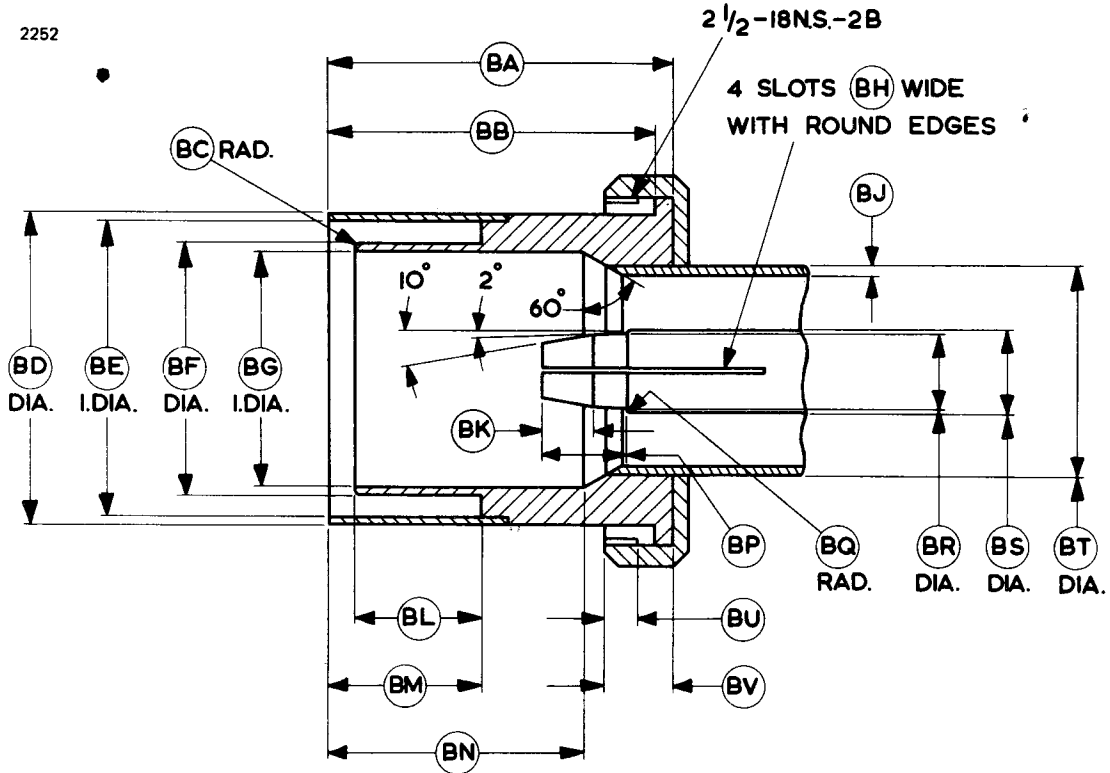 2252
2 1/2-18N.S.-2B
BA
4 SLOTS BH WIDE
WITH ROUND EDGES
BB
BC RAD.
BJ
10° 2°
60°
BD
DIA.
BE
I.DIA.
BF
DIA.
BG
I.DIA.
BK
BP
BQ
RAD.
BR
DIA.
BS
DIA.
BT
DIA.
BL
BU
BM
BV
BN